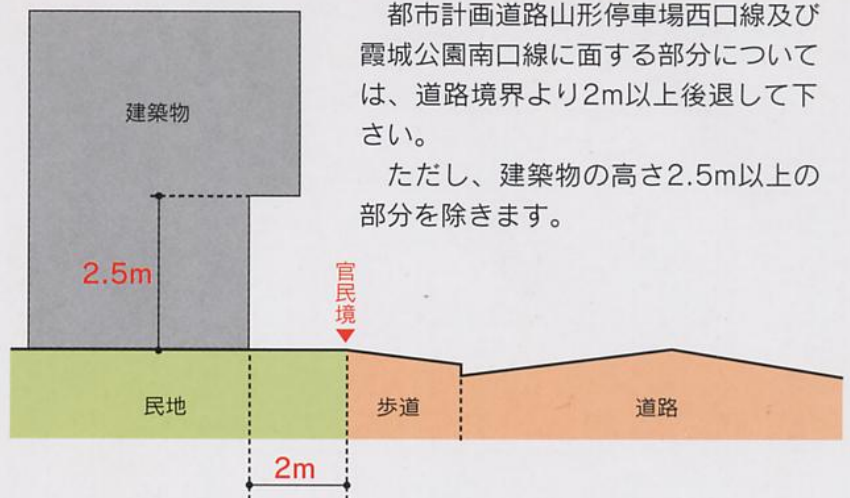 都市計画道路山形停車場西口線及び
霞城公園南口線に面する部分について
は、道路境界より2m以上後退して下
さい。
ただし、建築物の高さ2.5m以上の
部分を除きます。
建築物
2.5m
官民境
民地
歩道
道路
2m